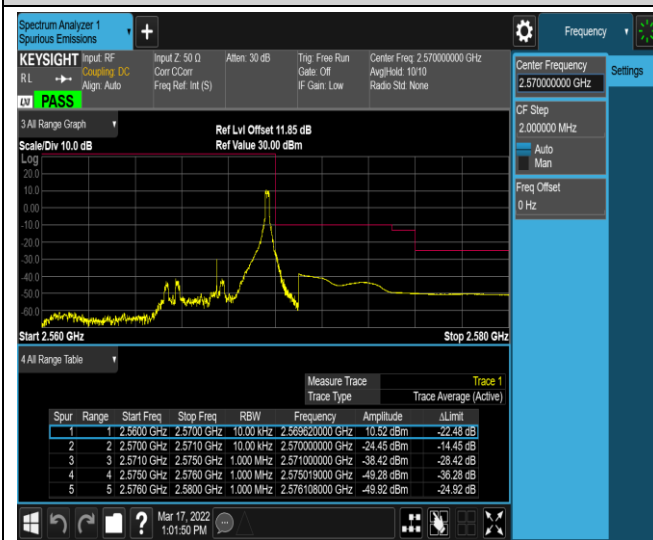 Spectrum Analyzer 1
Spurious Emissions
Frequency
KEYSIGHT Input: RF Input Z: 50 Ω Atten: 30 dB Trig: Free Run Center Freq: 2.570000000 GHz
RL Coupling: DC Corr CCorr Gate: Off Avg|Hold: 10/10
Align: Auto Freq Ref: Int (S) IF Gain: Low Radio Std: None
LXI PASS
Center Frequency
2.570000000 GHz
Settings
CF Step
2.000000 MHz
Auto
Man
Freq Offset
0 Hz
3 All Range Graph
Ref Lvl Offset 11.85 dB
Scale/Div 10.0 dB Ref Value 30.00 dBm
Log
20.0
10.0
0.00
-10.0
-20.0
-30.0
-40.0
-50.0
-60.0
Start 2.560 GHz Stop 2.580 GHz
4 All Range Table
Measure Trace Trace 1
Trace Type Trace Average (Active)
Spur Range Start Freq Stop Freq RBW Frequency Amplitude ΔLimit
1 1 2.5600 GHz 2.5700 GHz 10.00 kHz 2.569620000 GHz 10.52 dBm -22.48 dB
2 2 2.5700 GHz 2.5710 GHz 10.00 kHz 2.570000000 GHz -24.45 dBm -14.45 dB
3 3 2.5710 GHz 2.5750 GHz 1.000 MHz 2.571000000 GHz -38.42 dBm -28.42 dB
4 4 2.5750 GHz 2.5760 GHz 1.000 MHz 2.575019000 GHz -49.28 dBm -36.28 dB
5 5 2.5760 GHz 2.5800 GHz 1.000 MHz 2.576108000 GHz -49.92 dBm -24.92 dB
Mar 17, 2022
1:01:50 PM